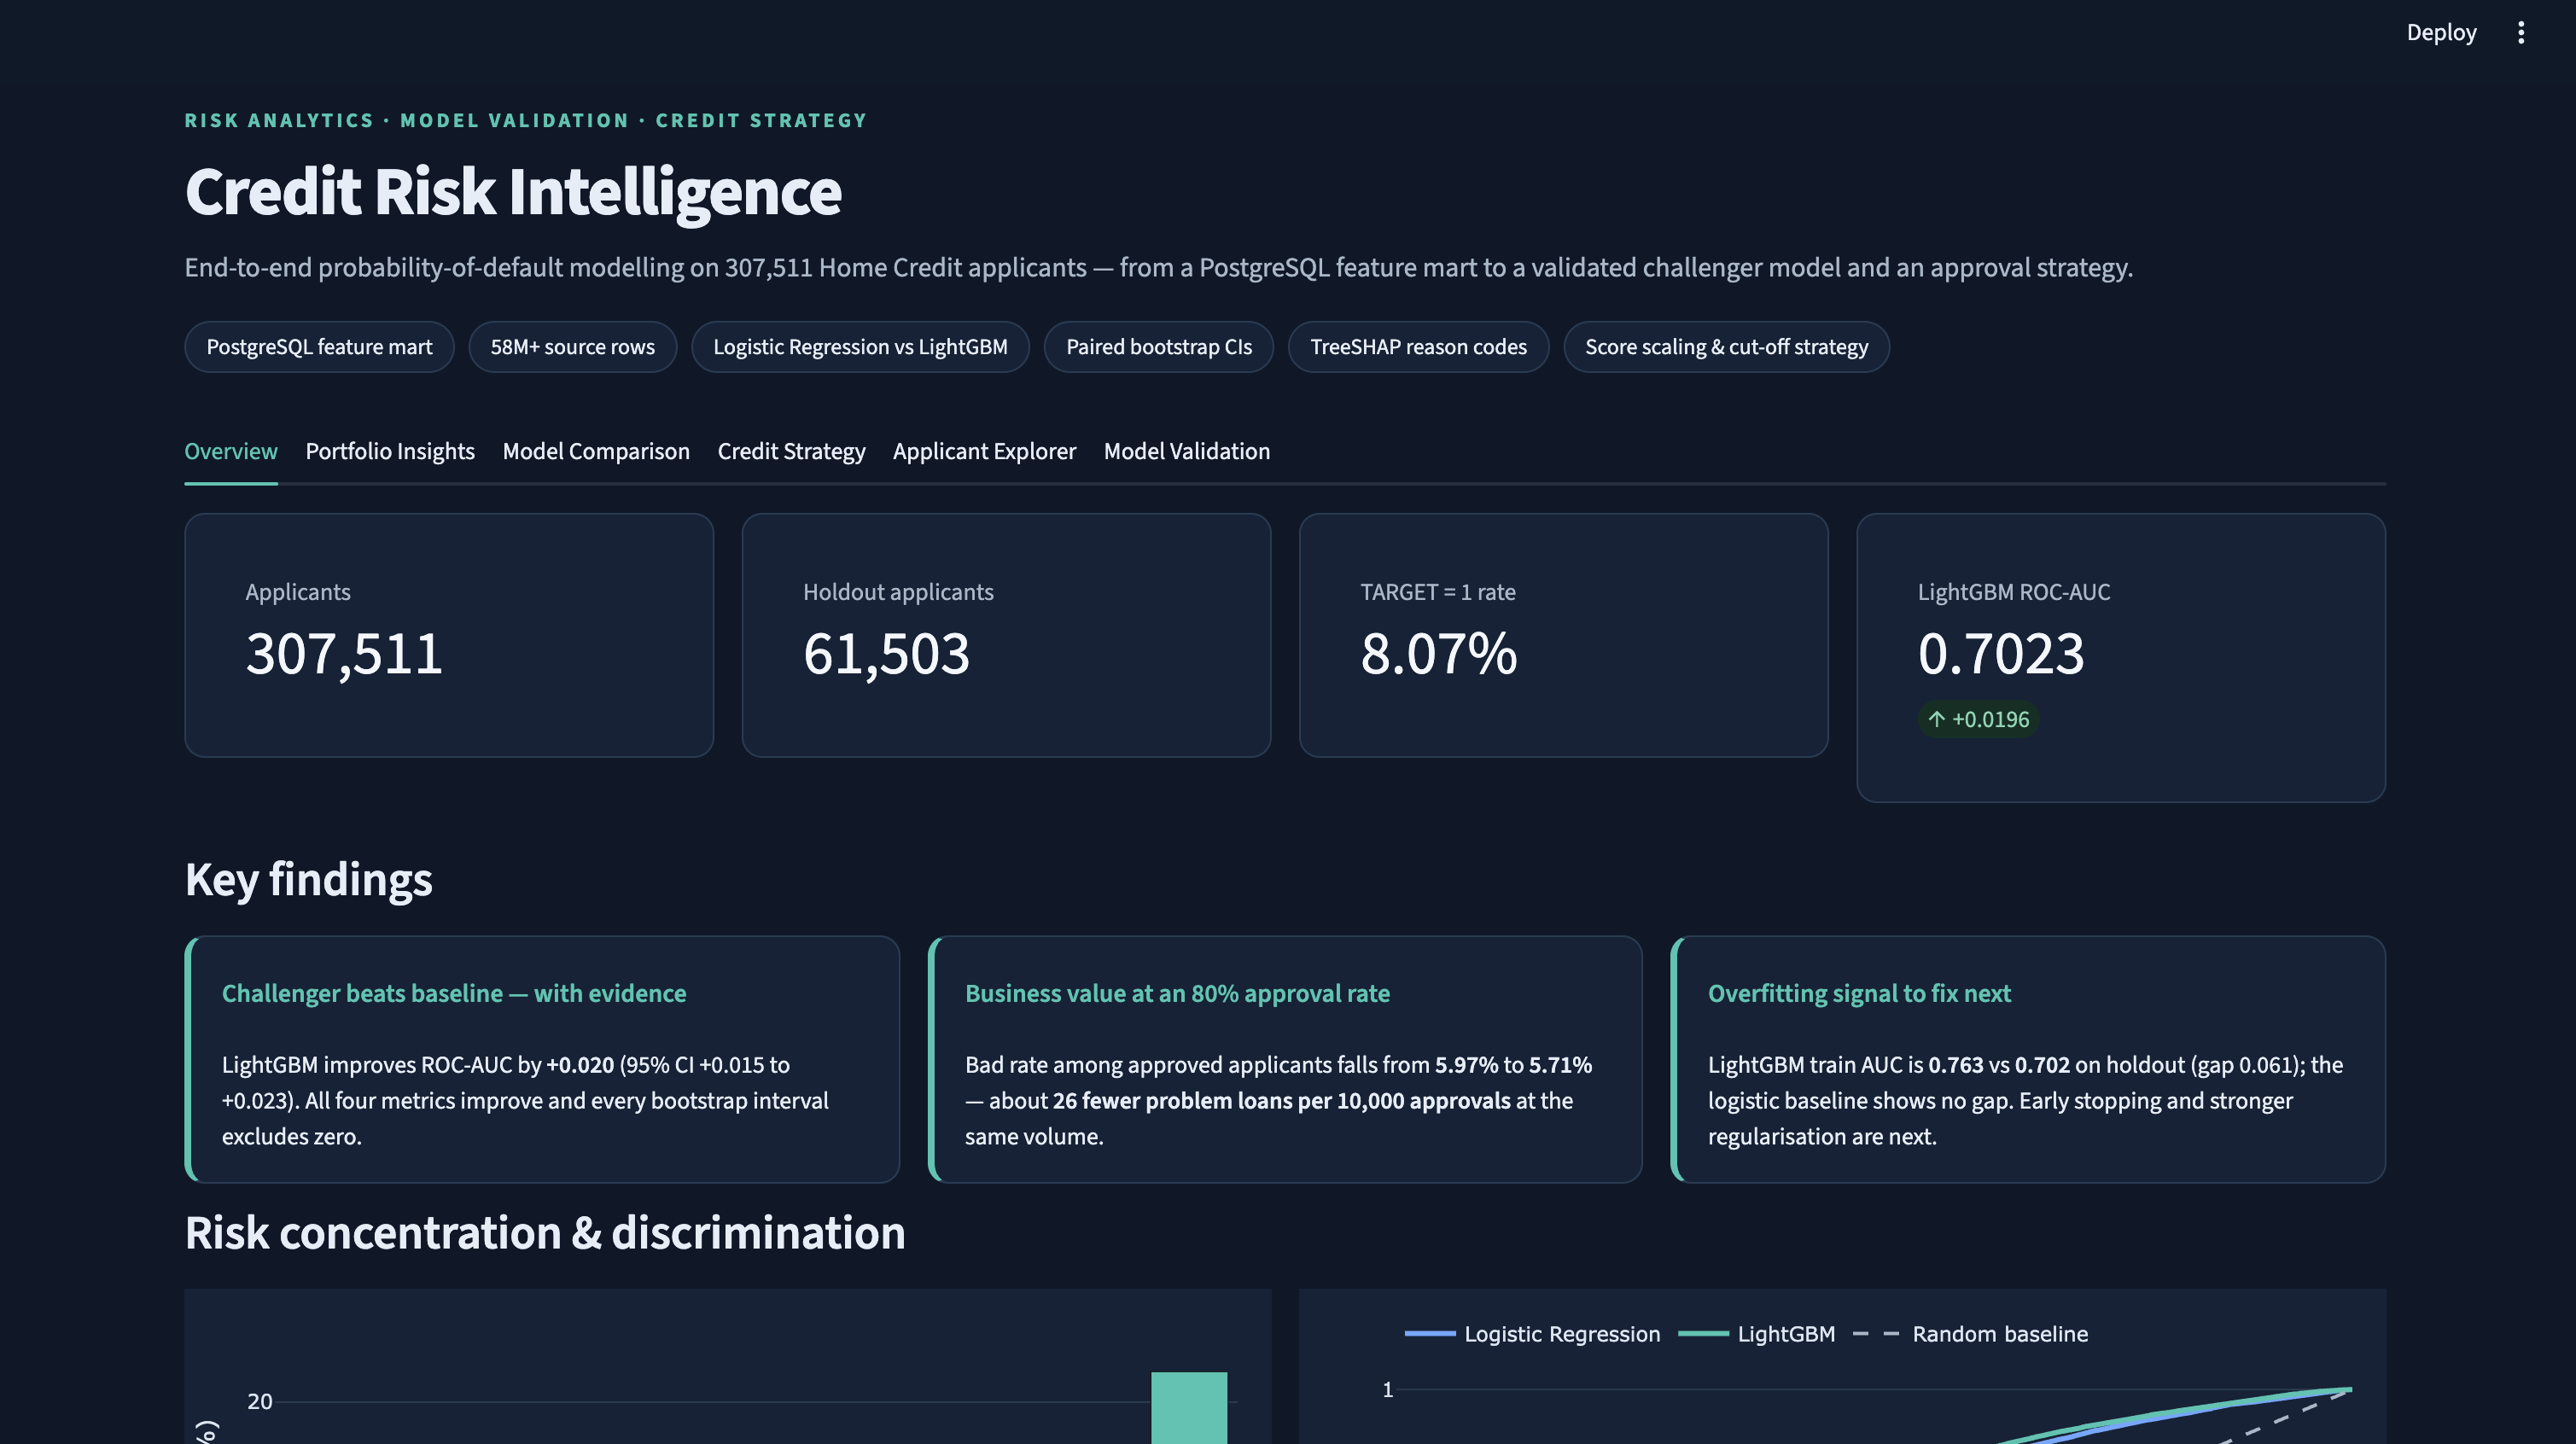 Deploy
RISK ANALYTICS · MODEL VALIDATION · CREDIT STRATEGY
Credit Risk Intelligence
End-to-end probability-of-default modelling on 307,511 Home Credit applicants — from a PostgreSQL feature mart to a validated challenger model and an approval strategy.
PostgreSQL feature mart 58M+ source rows Logistic Regression vs LightGBM Paired bootstrap CIs TreeSHAP reason codes Score scaling & cut-off strategy
Overview Portfolio Insights Model Comparison Credit Strategy Applicant Explorer Model Validation
Applicants
307,511
Holdout applicants
61,503
TARGET = 1 rate
8.07%
LightGBM ROC-AUC
0.7023
↑ +0.0196
Key findings
Challenger beats baseline — with evidence
LightGBM improves ROC-AUC by +0.020 (95% CI +0.015 to
+0.023). All four metrics improve and every bootstrap interval
excludes zero.
Business value at an 80% approval rate
Bad rate among approved applicants falls from 5.97% to 5.71%
— about 26 fewer problem loans per 10,000 approvals at the
same volume.
Overfitting signal to fix next
LightGBM train AUC is 0.763 vs 0.702 on holdout (gap 0.061); the
logistic baseline shows no gap. Early stopping and stronger
regularisation are next.
Risk concentration & discrimination
20
%)
Logistic Regression LightGBM Random baseline
1